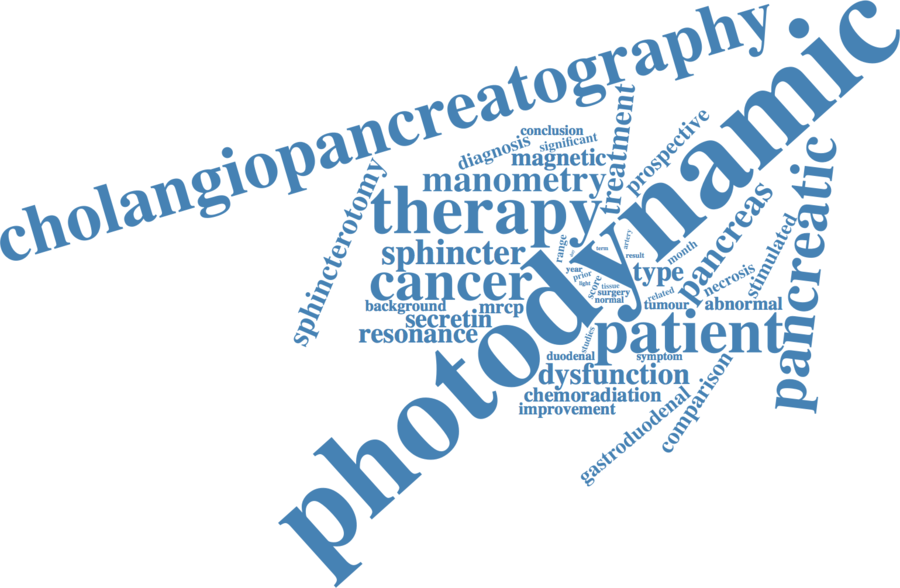 cholangiopancreatography
photodynamic
conclusion
diagnosis
significant
magnetic
treatment
prospective
manometry
sphincterotomy
therapy
pancreatic
pancreas
sphincter
range
term
artery
result
month
stimulated
cancer
year
prior
light
score
tissue
surgery
normal
type
related
necrosis
tumour
abnormal
background
mrcp
secretin
resonance
patient
studies
duodenal
symptom
dysfunction
chemoradiation
improvement
gastroduodenal
comparison